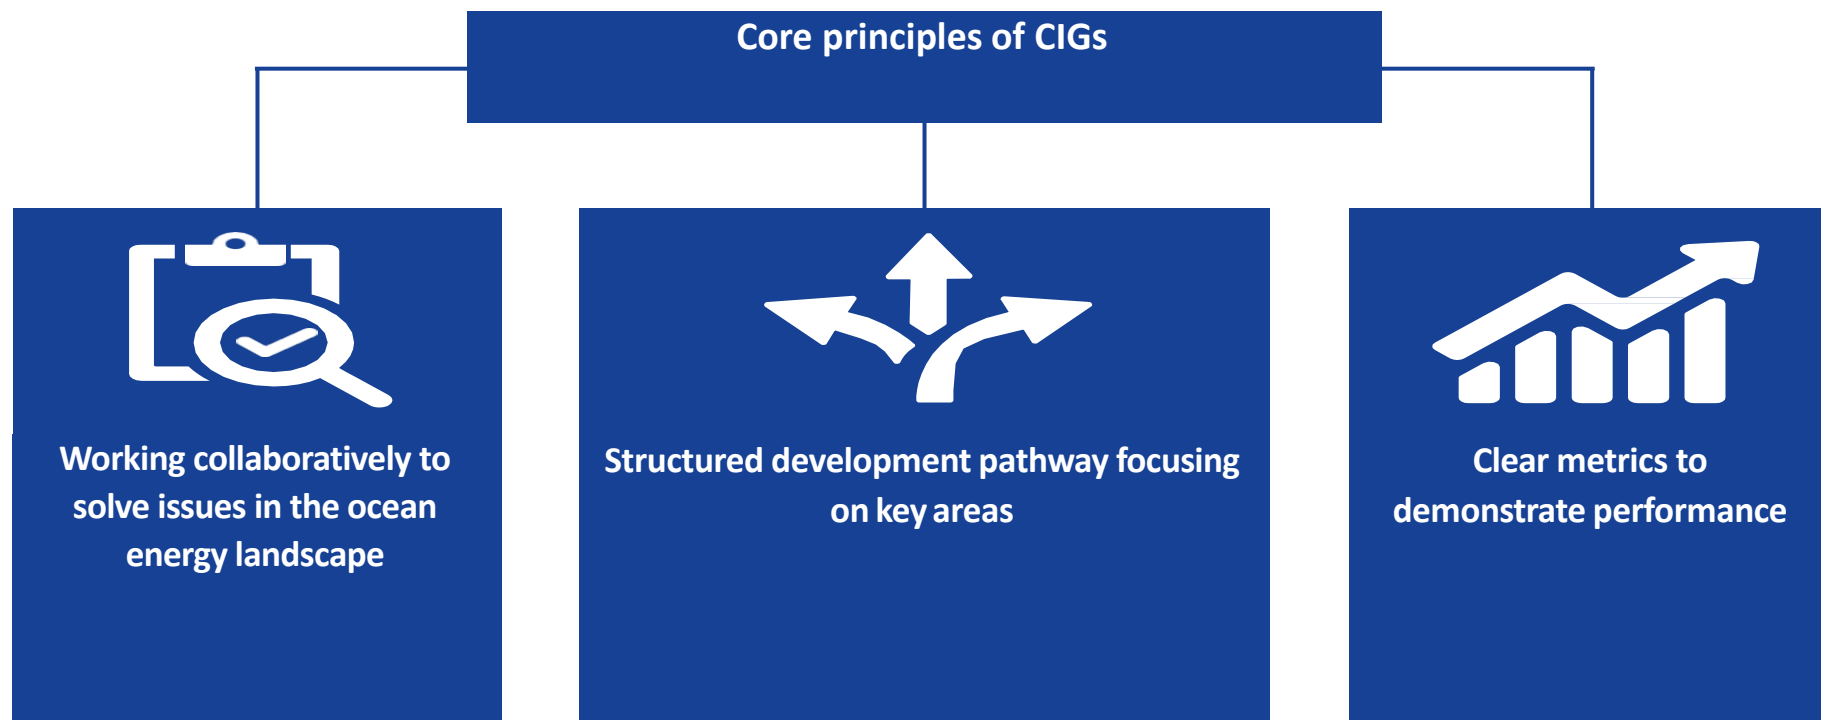 Core principles of CIGs
Working collaboratively to
solve issues in the ocean
energy landscape
Structured development pathway focusing
on key areas
Clear metrics to
demonstrate performance